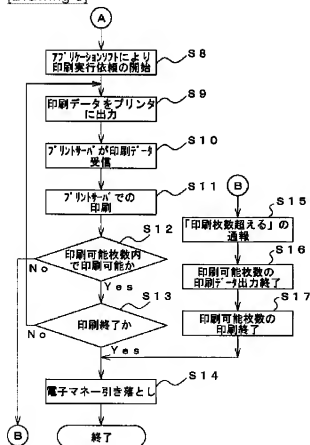 A
アプリケーションソフトにより
印刷実行依頼の開始
S8
印刷データをプリンタ
に出力
S9
プリントサーバが印刷データ
受信
S10
プリントサーバでの
印刷
S11
印刷可能枚数内
で印刷可能か
S12
No
Yes
印刷終了か
S13
No
Yes
電子マネー引き落とし
S14
B
終了
B
「印刷枚数超える」の
通報
S15
印刷可能枚数の
印刷データ出力終了
S16
印刷可能枚数の
印刷終了
S17